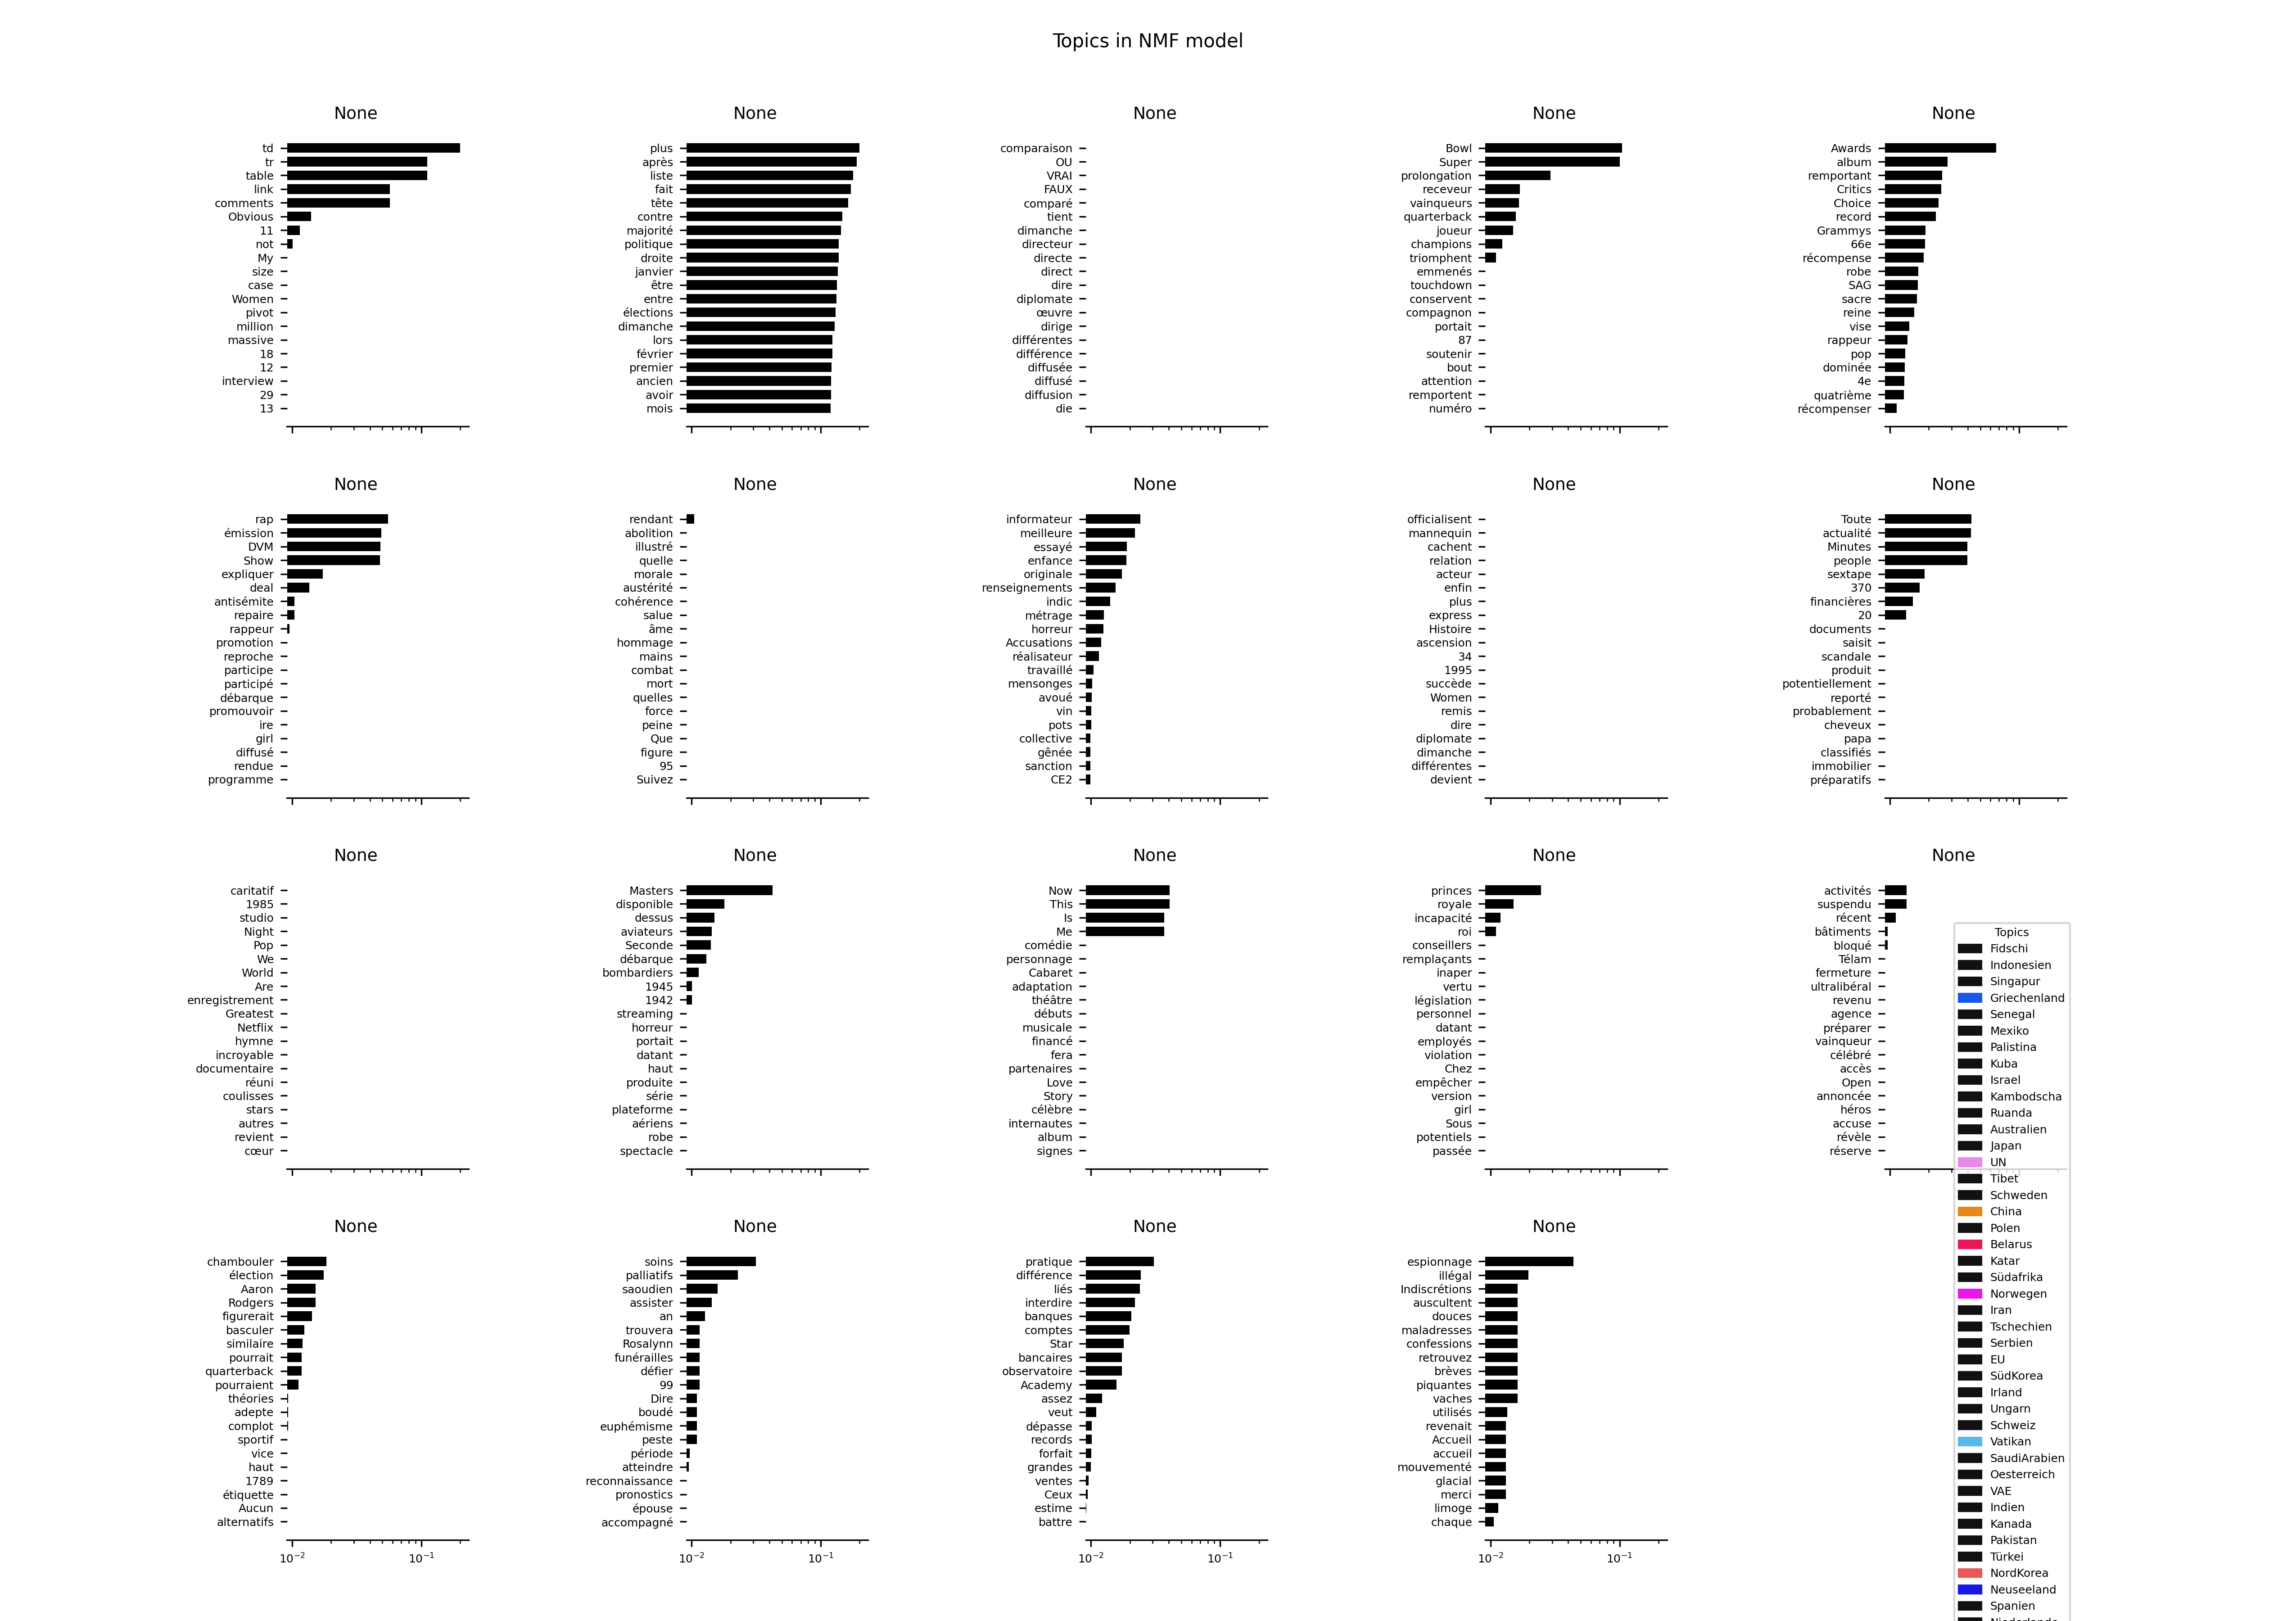 Topics in NMF model
None
td
tr
table
link
comments
Obvious
11
not
My
size
case
Women
pivot
million
massive
18
12
interview
29
13
None
plus
après
liste
fait
tête
contre
majorité
politique
droite
janvier
être
entre
élections
dimanche
lors
février
premier
ancien
avoir
mois
None
comparaison
OU
VRAI
FAUX
comparé
tient
dimanche
directeur
directe
direct
dire
diplomate
œuvre
dirige
différentes
différence
diffusée
diffusé
diffusion
die
None
Bowl
Super
prolongation
receveur
vainqueurs
quarterback
joueur
champions
triomphent
emmenés
touchdown
conservent
compagnon
portait
87
soutenir
bout
attention
remportent
numéro
None
Awards
album
remportant
Critics
Choice
record
Grammys
66e
récompense
robe
SAG
sacre
reine
vise
rappeur
pop
dominée
4e
quatrième
récompenser
None
rap
émission
DVM
Show
expliquer
deal
antisémite
repaire
rappeur
promotion
reproche
participe
participé
débarque
promouvoir
ire
girl
diffusé
rendue
programme
None
rendant
abolition
illustré
quelle
morale
austérité
cohérence
salue
âme
hommage
mains
combat
mort
quelles
force
peine
Que
figure
95
Suivez
None
informateur
meilleure
essayé
enfance
originale
renseignements
indic
métrage
horreur
Accusations
réalisateur
travaillé
mensonges
avoué
vin
pots
collective
gênée
sanction
CE2
None
officialisent
mannequin
cachent
relation
acteur
enfin
plus
express
Histoire
ascension
34
1995
succède
Women
remis
dire
diplomate
dimanche
différentes
devient
None
Toute
actualité
Minutes
people
sextape
370
financières
20
documents
saisit
scandale
produit
potentiellement
reporté
probablement
cheveux
papa
classifiés
immobilier
préparatifs
None
caritatif
1985
studio
Night
Pop
We
World
Are
enregistrement
Greatest
Netflix
hymne
incroyable
documentaire
réuni
coulisses
stars
autres
revient
cœur
None
Masters
disponible
dessus
aviateurs
Seconde
débarque
bombardiers
1945
1942
streaming
horreur
portait
datant
haut
produite
série
plateforme
aériens
robe
spectacle
None
Now
This
Is
Me
comédie
personnage
Cabaret
adaptation
théâtre
débuts
musicale
financé
fera
partenaires
Love
Story
célèbre
internautes
album
signes
None
princes
royale
incapacité
roi
conseillers
remplaçants
inaper
vertu
législation
personnel
datant
employés
violation
Chez
empêcher
version
girl
Sous
potentiels
passée
None
activités
suspendu
récent
bâtiments
bloqué
Télam
fermeture
ultralibéral
revenu
agence
préparer
vainqueur
célébré
accès
Open
annoncée
héros
accuse
révèle
réserve
None
chambouler
élection
Aaron
Rodgers
figurerait
basculer
similaire
pourrait
quarterback
pourraient
théories
adepte
complot
sportif
vice
haut
1789
étiquette
Aucun
alternatifs
10⁻² 10⁻¹
None
soins
palliatifs
saoudien
assister
an
trouvera
Rosalynn
funérailles
défier
99
Dire
boudé
euphémisme
peste
période
atteindre
reconnaissance
pronostics
épouse
accompagné
10⁻² 10⁻¹
None
pratique
différence
liés
interdire
banques
comptes
Star
bancaires
observatoire
Academy
assez
veut
dépasse
records
forfait
grandes
ventes
Ceux
estime
battre
10⁻² 10⁻¹
None
espionnage
illégal
Indiscrétions
auscultent
douces
maladresses
confessions
retrouvez
brèves
piquantes
vaches
utilisés
revenait
Accueil
accueil
mouvementé
glacial
merci
limoge
chaque
10⁻² 10⁻¹
Topics
Fidschi
Indonesien
Singapur
Griechenland
Senegal
Mexiko
Palistina
Kuba
Israel
Kambodscha
Ruanda
Australien
Japan
UN
Tibet
Schweden
China
Polen
Belarus
Katar
Südafrika
Norwegen
Iran
Tschechien
Serbien
EU
SüdKorea
Irland
Ungarn
Schweiz
Vatikan
SaudiArabien
Oesterreich
VAE
Indien
Kanada
Pakistan
Türkei
NordKorea
Neuseeland
Spanien